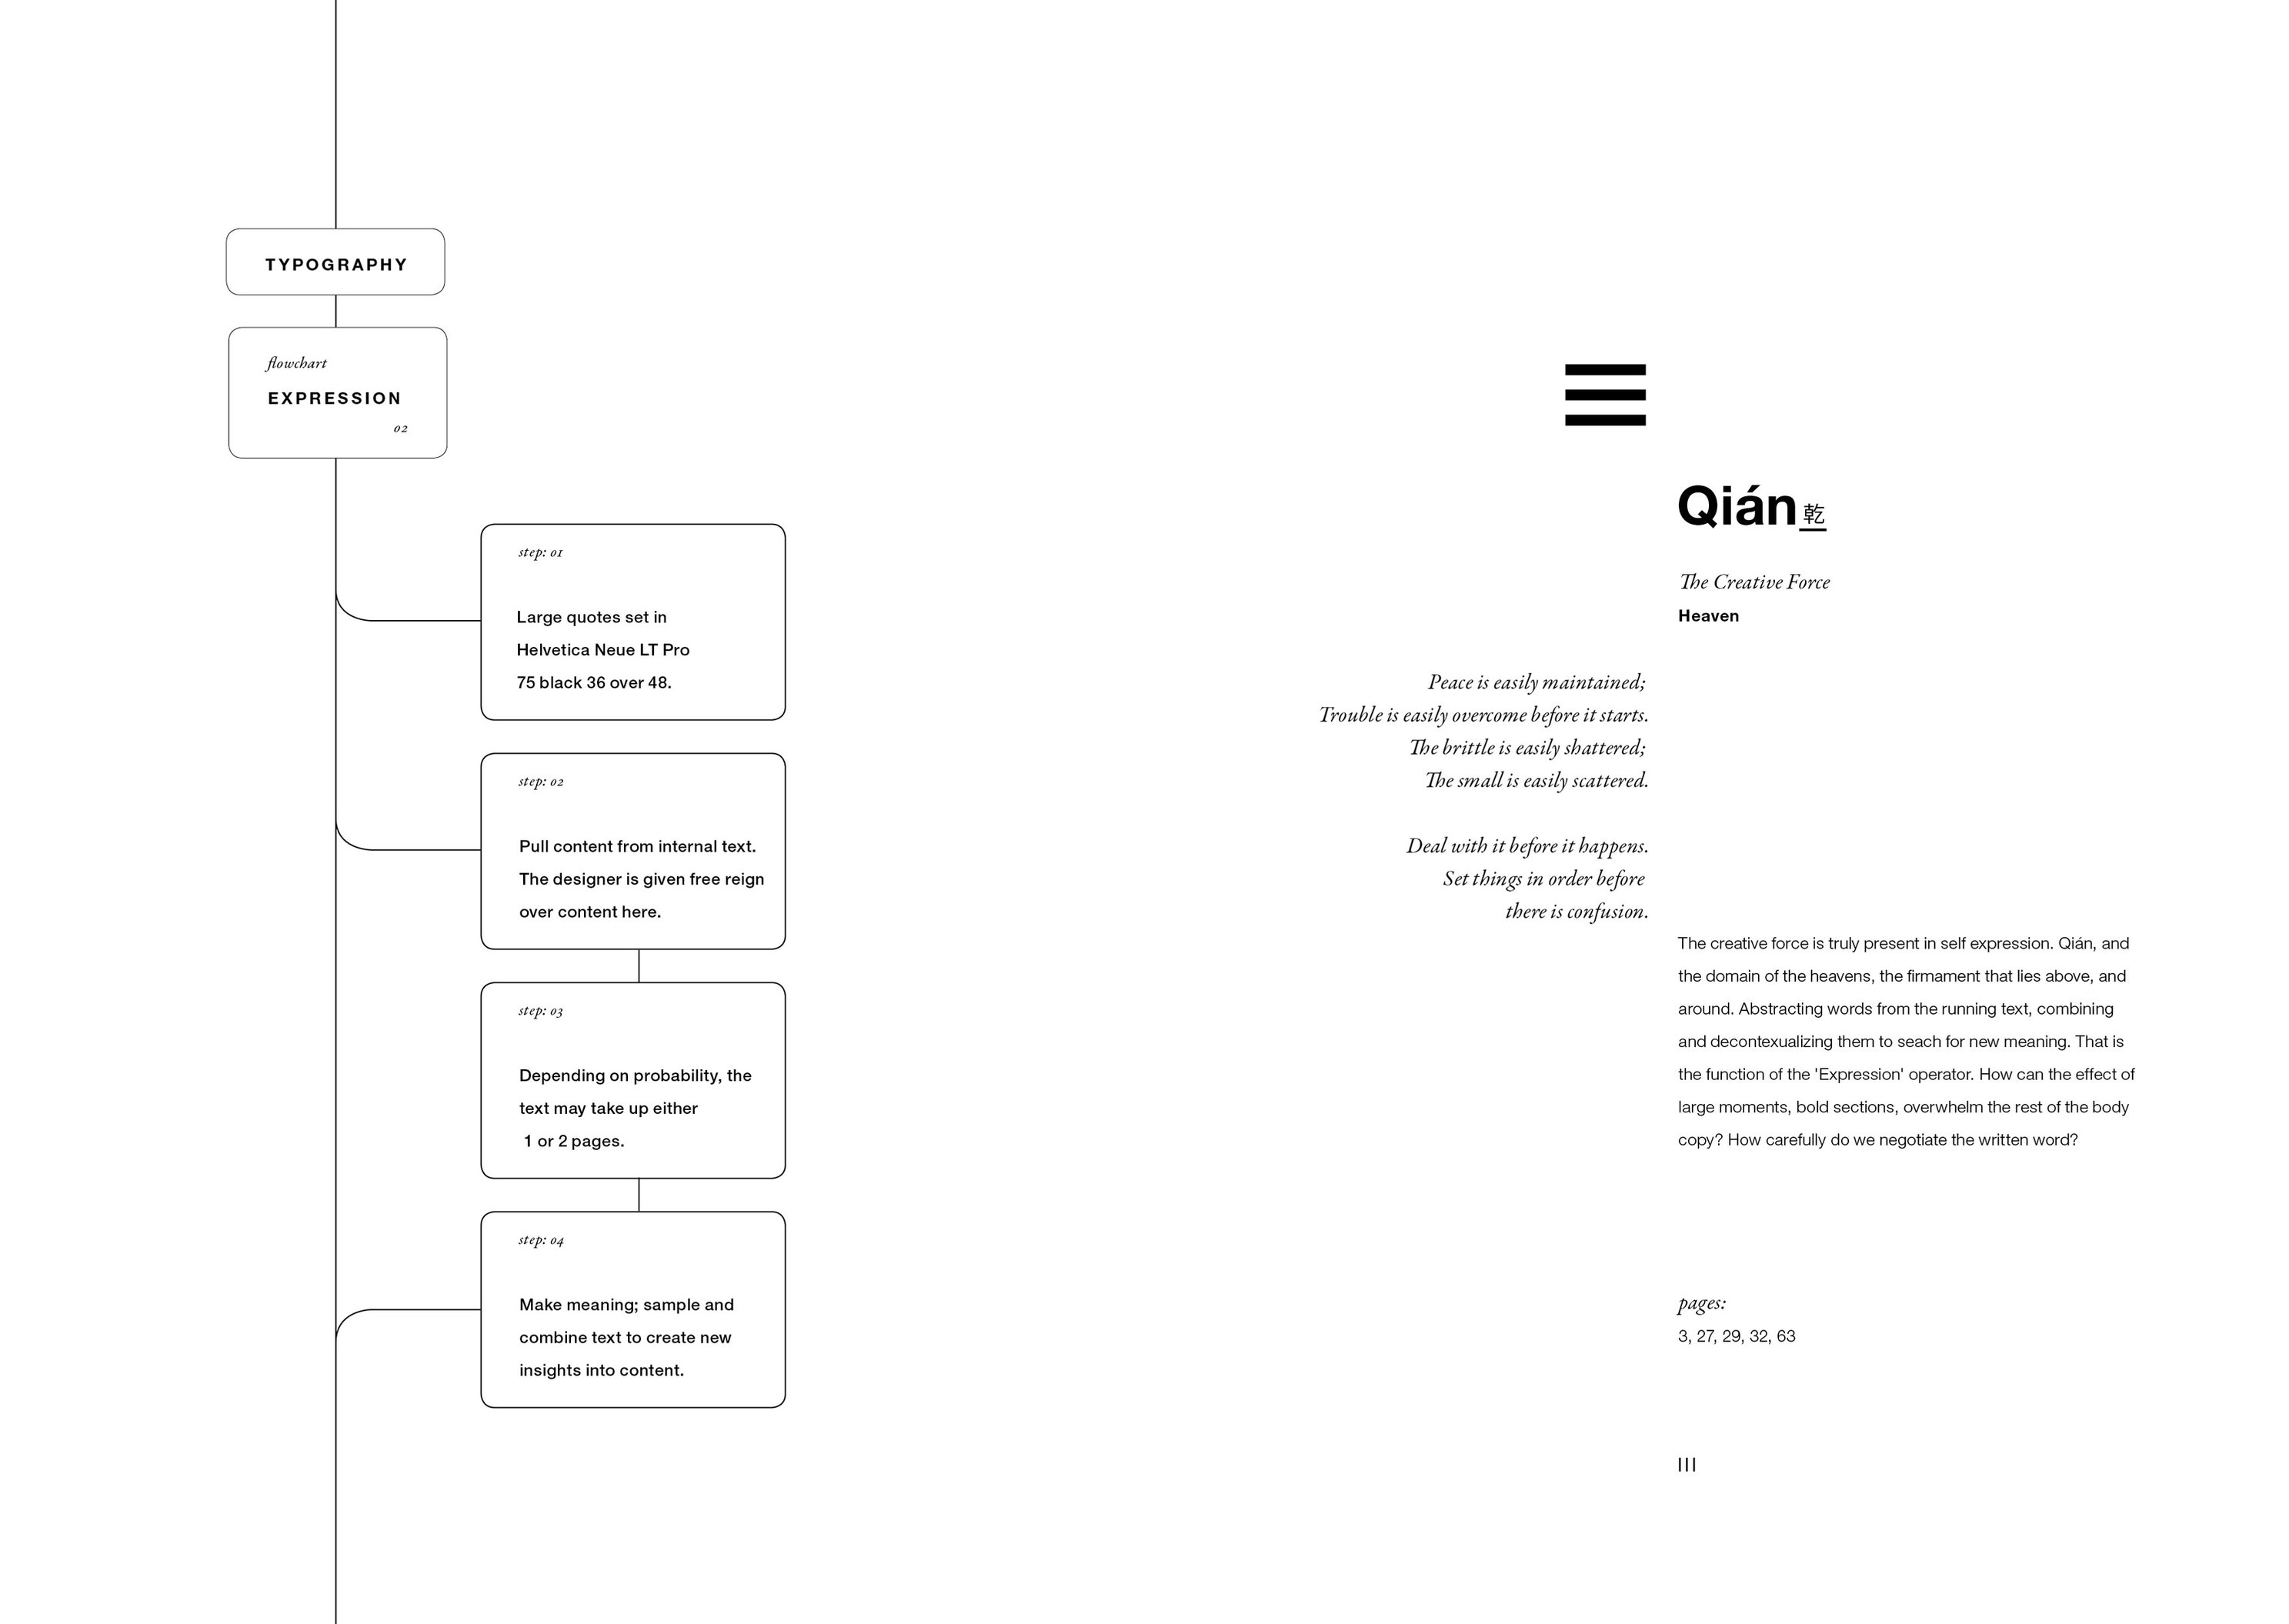 TYPOGRAPHY
flowchart
EXPRESSION
02
step: 01
Large quotes set in
Helvetica Neue LT Pro
75 black 36 over 48.
step: 02
Pull content from internal text.
The designer is given free reign
over content here.
step: 03
Depending on probability, the
text may take up either
1 or 2 pages.
step: 04
Make meaning; sample and
combine text to create new
insights into content.
Qián 乾
The Creative Force
Heaven
Peace is easily maintained;
Trouble is easily overcome before it starts.
The brittle is easily shattered;
The small is easily scattered.
Deal with it before it happens.
Set things in order before
there is confusion.
The creative force is truly present in self expression. Qián, and
the domain of the heavens, the firmament that lies above, and
around. Abstracting words from the running text, combining
and decontexualizing them to seach for new meaning. That is
the function of the 'Expression' operator. How can the effect of
large moments, bold sections, overwhelm the rest of the body
copy? How carefully do we negotiate the written word?
pages:
3, 27, 29, 32, 63
III